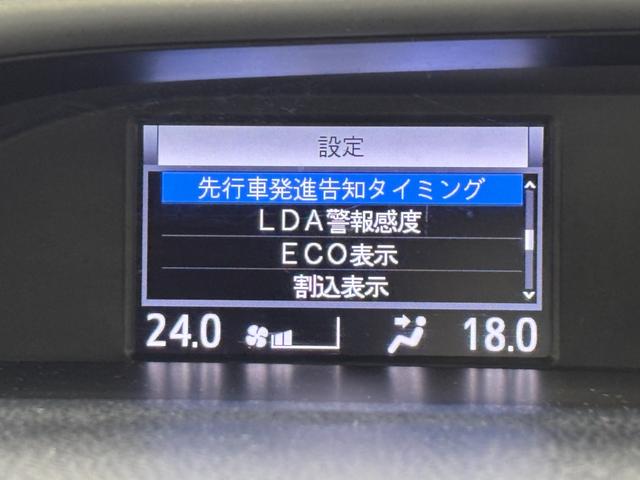 設定
先行車発進告知タイミング
ＬＤＡ警報感度
ＥＣＯ表示
割込表示
24.0 18.0